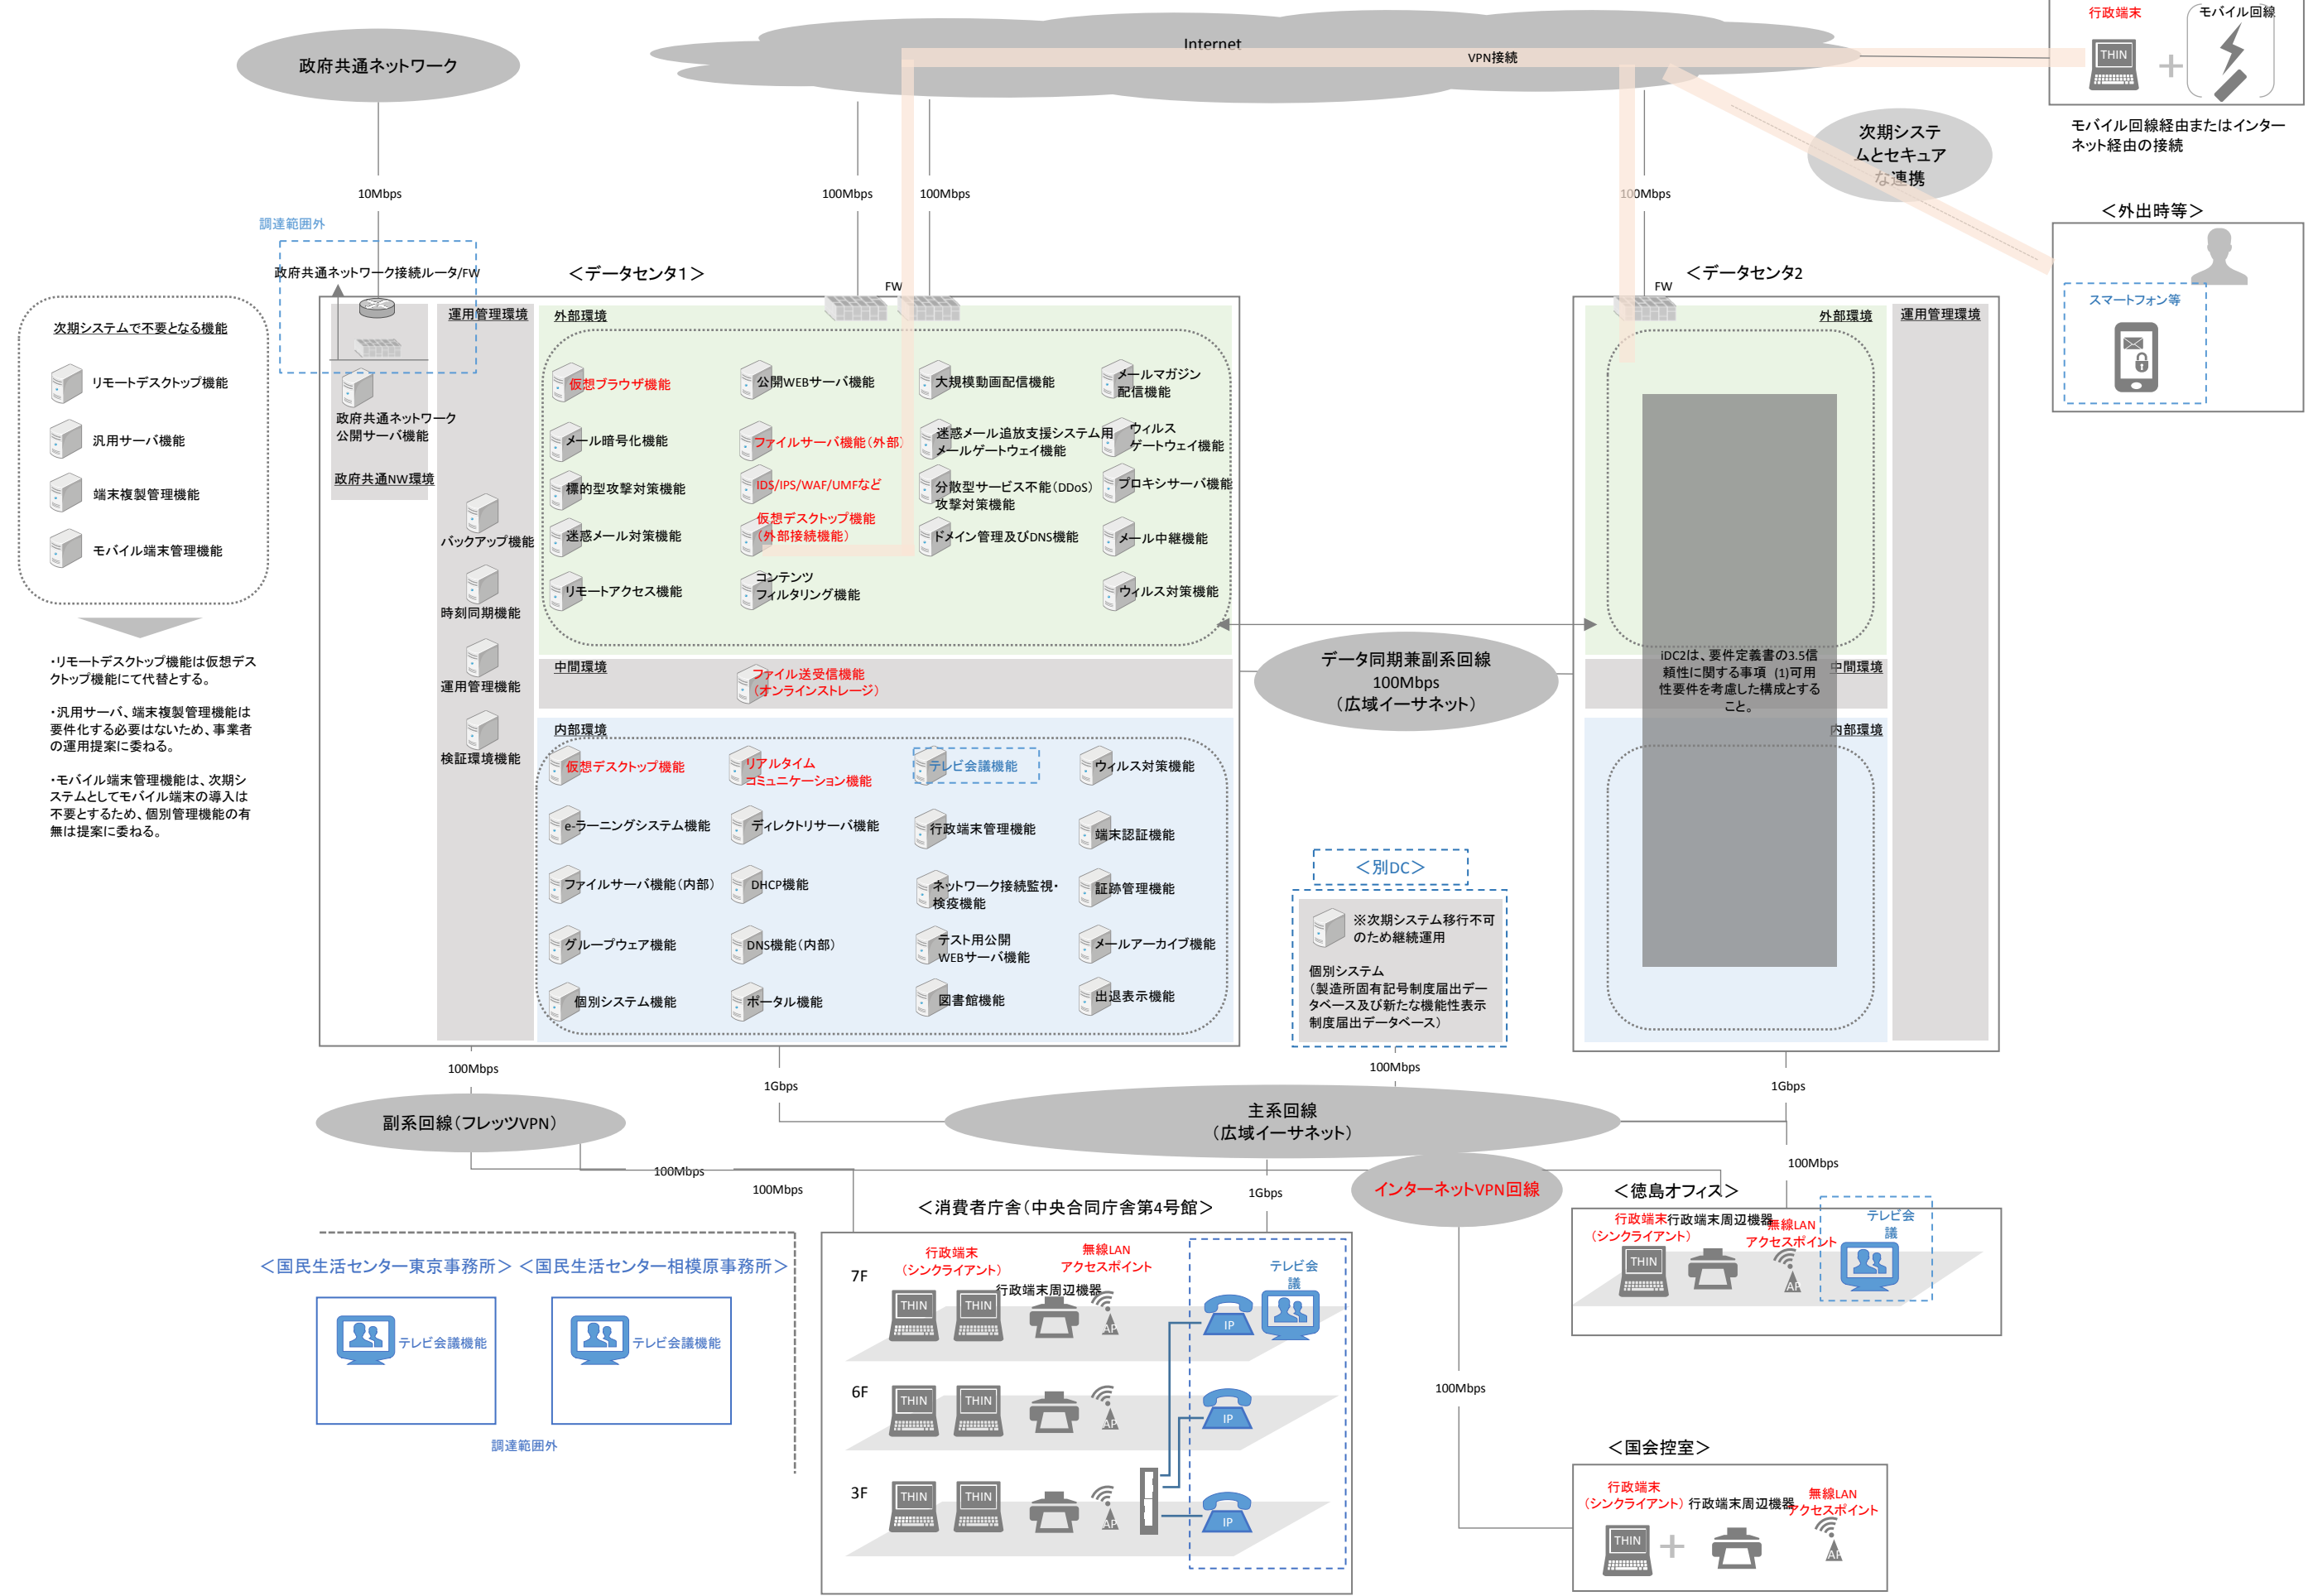 政府共通ネットワーク
Internet
VPN接続
行政端末
モバイル回線
THIN
モバイル回線経由またはインター
ネット経由の接続
次期システ
ムとセキュア
な連携
10Mbps
100Mbps
100Mbps
100Mbps
調達範囲外
政府共通ネットワーク接続ルータ/FW
＜データセンタ1＞
FW
＜データセンタ2
FW
＜外出時等＞
スマートフォン等
次期システムで不要となる機能
リモートデスクトップ機能
汎用サーバ機能
端末複製管理機能
モバイル端末管理機能
・リモートデスクトップ機能は仮想デス
クトップ機能にて代替とする。
・汎用サーバ、端末複製管理機能は
要件化する必要はないため、事業者
の運用提案に委ねる。
・モバイル端末管理機能は、次期シ
ステムとしてモバイル端末の導入は
不要とするため、個別管理機能の有
無は提案に委ねる。
政府共通ネットワーク
公開サーバ機能
政府共通NW環境
運用管理環境
バックアップ機能
時刻同期機能
運用管理機能
検証環境機能
外部環境
仮想ブラウザ機能
公開WEBサーバ機能
大規模動画配信機能
メールマガジン
配信機能
メール暗号化機能
ファイルサーバ機能（外部）
迷惑メール追放支援システム用
メールゲートウェイ機能
ウィルス
ゲートウェイ機能
標的型攻撃対策機能
IDS/IPS/WAF/UMFなど
分散型サービス不能（DDoS）
攻撃対策機能
プロキシサーバ機能
迷惑メール対策機能
仮想デスクトップ機能
（外部接続機能）
ドメイン管理及びDNS機能
メール中継機能
リモートアクセス機能
コンテンツ
フィルタリング機能
ウィルス対策機能
中間環境
ファイル送受信機能
（オンラインストレージ）
内部環境
仮想デスクトップ機能
リアルタイム
コミュニケーション機能
テレビ会議機能
ウィルス対策機能
e-ラーニングシステム機能
ディレクトリサーバ機能
行政端末管理機能
端末認証機能
ファイルサーバ機能（内部）
DHCP機能
ネットワーク接続監視・
検疫機能
証跡管理機能
グループウェア機能
DNS機能（内部）
テスト用公開
WEBサーバ機能
メールアーカイブ機能
個別システム機能
ポータル機能
図書館機能
出退表示機能
データ同期兼副系回線
100Mbps
（広域イーサネット）
外部環境
運用管理環境
中間環境
内部環境
iDC2は、要件定義書の3.5信
頼性に関する事項 (1)可用
性要件を考慮した構成とする
こと。
＜別DC＞
※次期システム移行不可
のため継続運用
個別システム
（製造所固有記号制度届出デー
タベース及び新たな機能性表示
制度届出データベース）
100Mbps
1Gbps
100Mbps
1Gbps
副系回線（フレッツVPN）
主系回線
（広域イーサネット）
100Mbps
100Mbps
1Gbps
インターネットVPN回線
100Mbps
100Mbps
＜国民生活センター東京事務所＞
テレビ会議機能
＜国民生活センター相模原事務所＞
テレビ会議機能
調達範囲外
＜消費者庁舎（中央合同庁舎第4号館＞
行政端末
（シンクライアント）
行政端末周辺機器
無線LAN
アクセスポイント
テレビ会
議
7F
THIN
THIN
AP
IP
6F
THIN
THIN
AP
IP
3F
THIN
THIN
AP
IP
＜徳島オフィス＞
行政端末
（シンクライアント）
行政端末周辺機器
無線LAN
アクセスポイント
テレビ会
議
THIN
AP
＜国会控室＞
行政端末
（シンクライアント）
行政端末周辺機器
無線LAN
アクセスポイント
THIN
AP